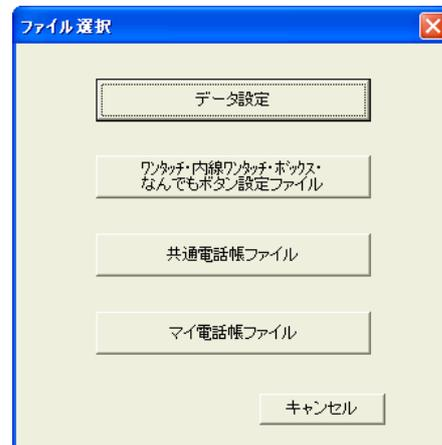 ファイル選択
データ設定
ワンタッチ・内線ワンタッチ・ボックス・
なんでもボタン設定ファイル
共通電話帳ファイル
マイ電話帳ファイル
キャンセル